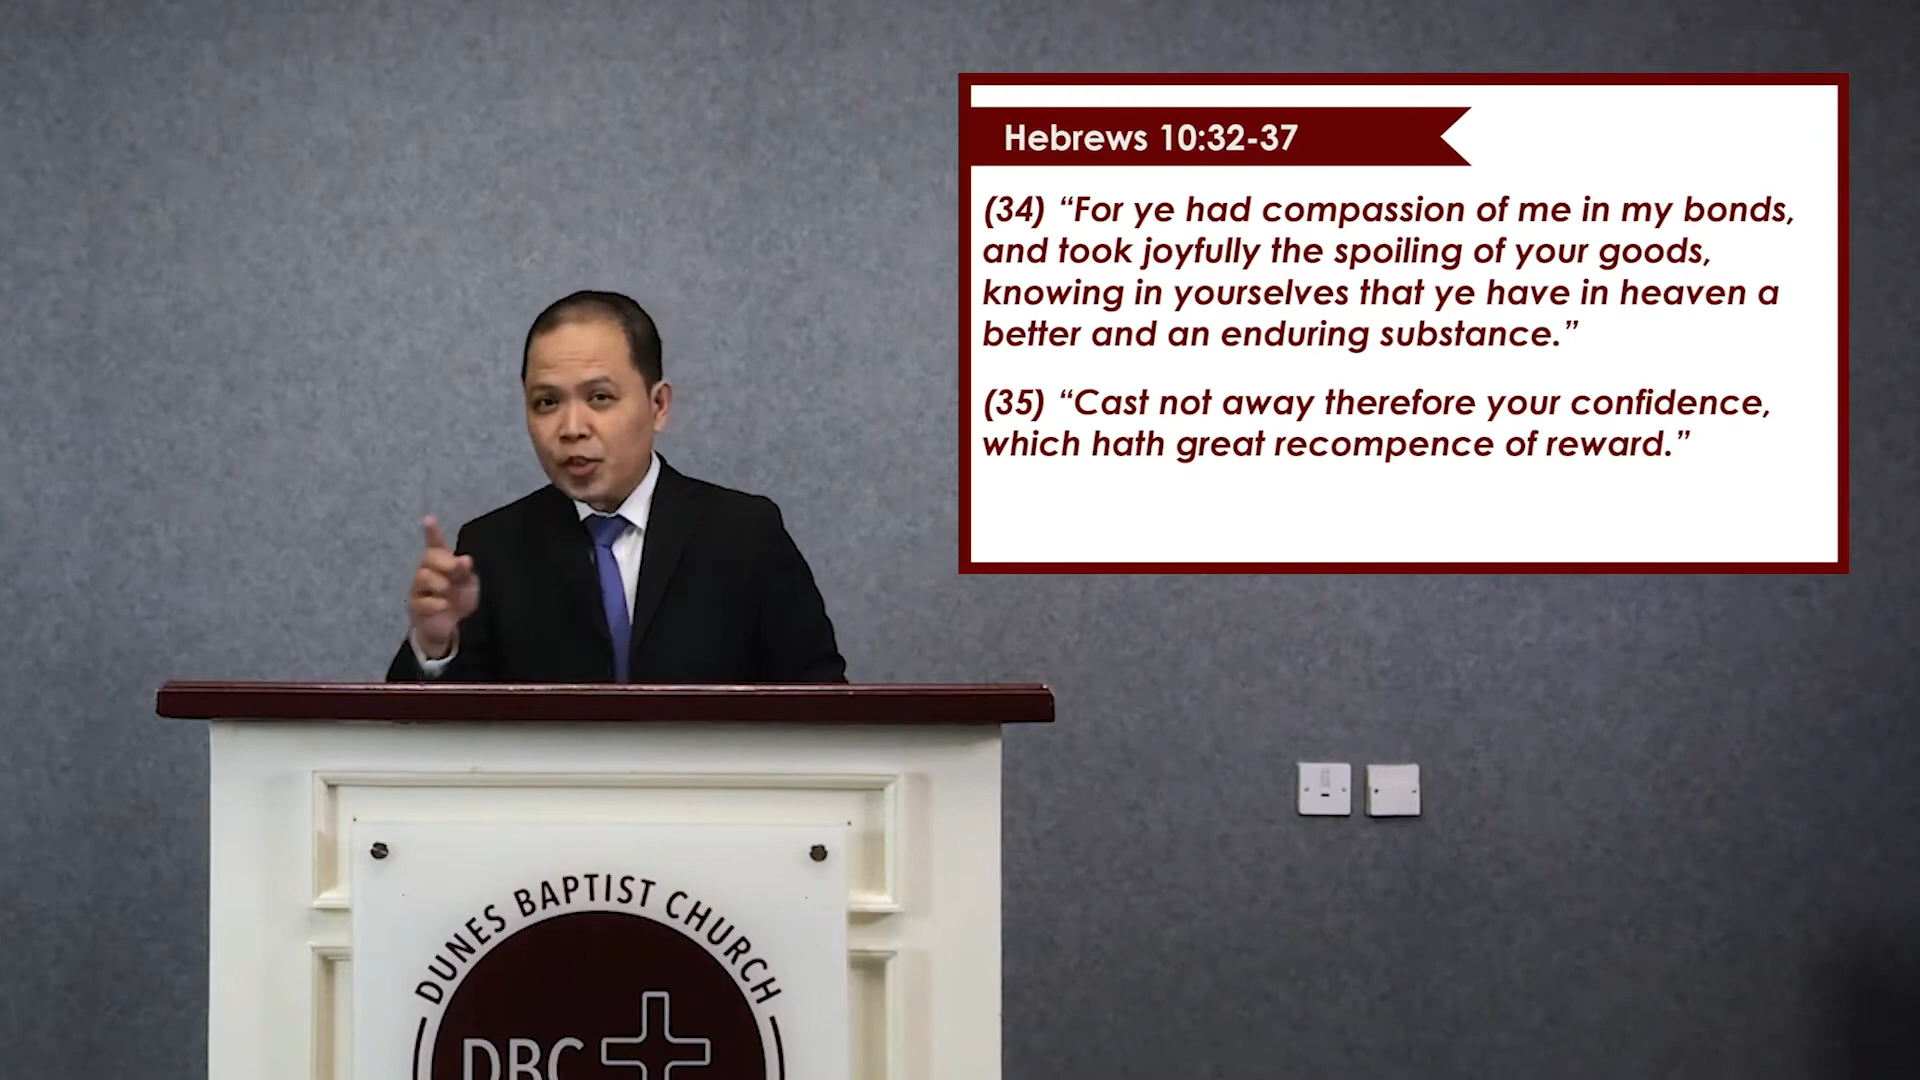 Hebrews 10:32-37
(34) “For ye had compassion of me in my bonds,
and took joyfully the spoiling of your goods,
knowing in yourselves that ye have in heaven a
better and an enduring substance.”
(35) “Cast not away therefore your confidence,
which hath great recompence of reward.”
DUNES BAPTIST CHURCH
DBC